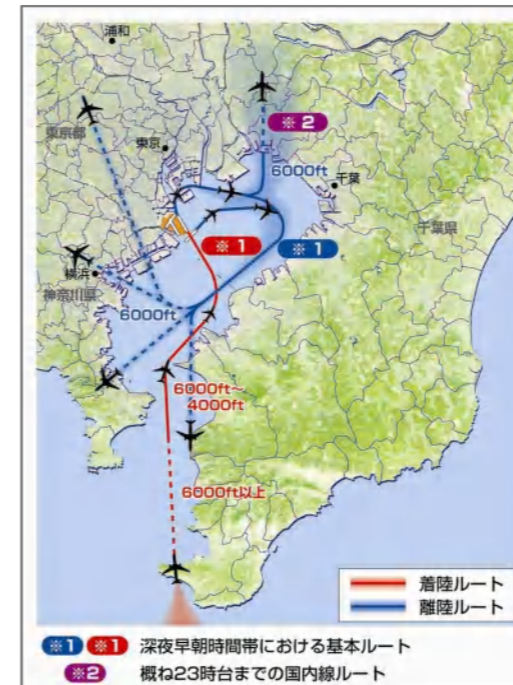 浦和
東京都
東京
※2
6000ft
千葉
千葉県
※1
※1
横浜
神奈川県
6000ft
6000ft～
4000ft
6000ft以上
着陸ルート
離陸ルート
※1 ※1 深夜早朝時間帯における基本ルート
※2 概ね23時台までの国内線ルート